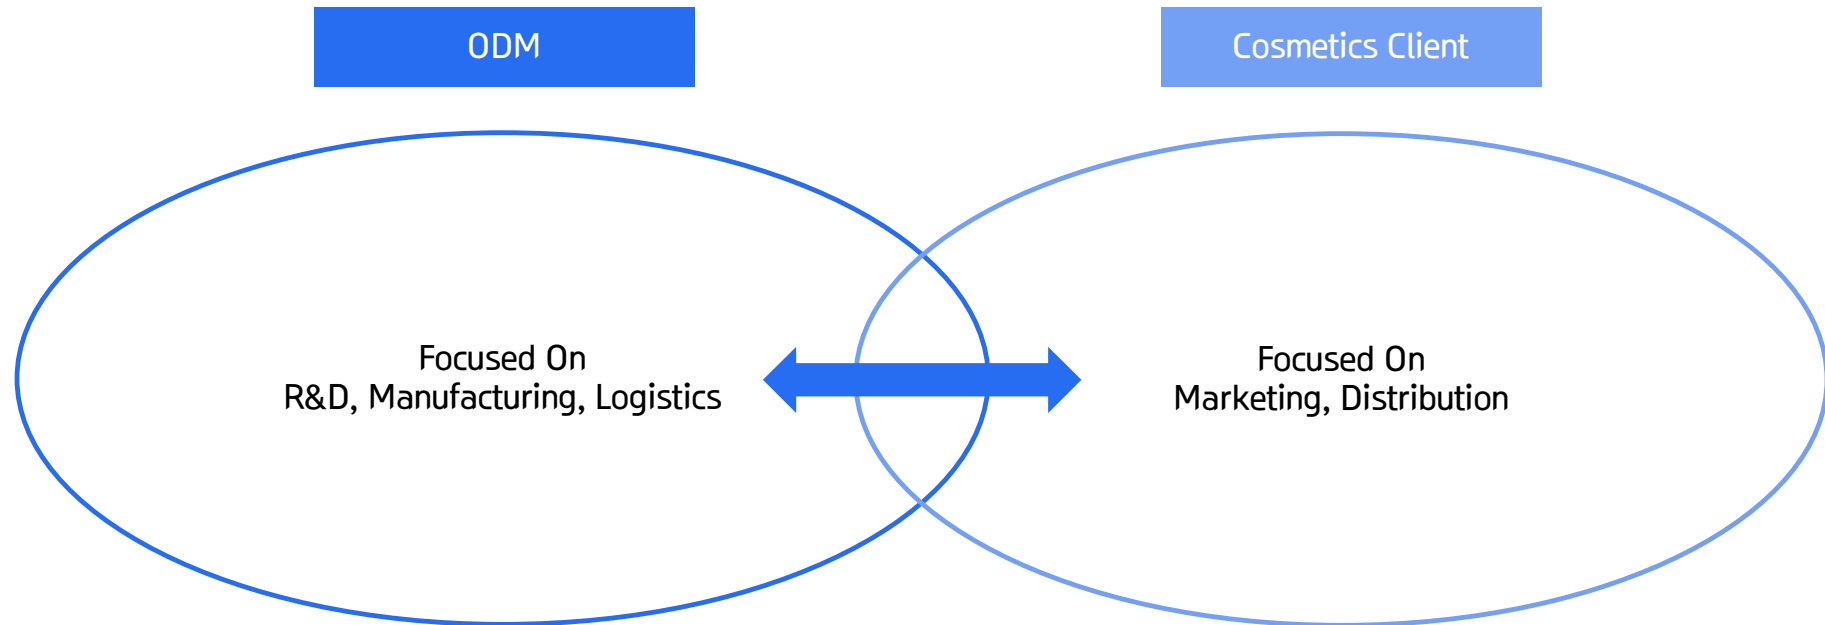 ODM
Cosmetics Client
Focused On
R&D, Manufacturing, Logistics
Focused On
Marketing, Distribution